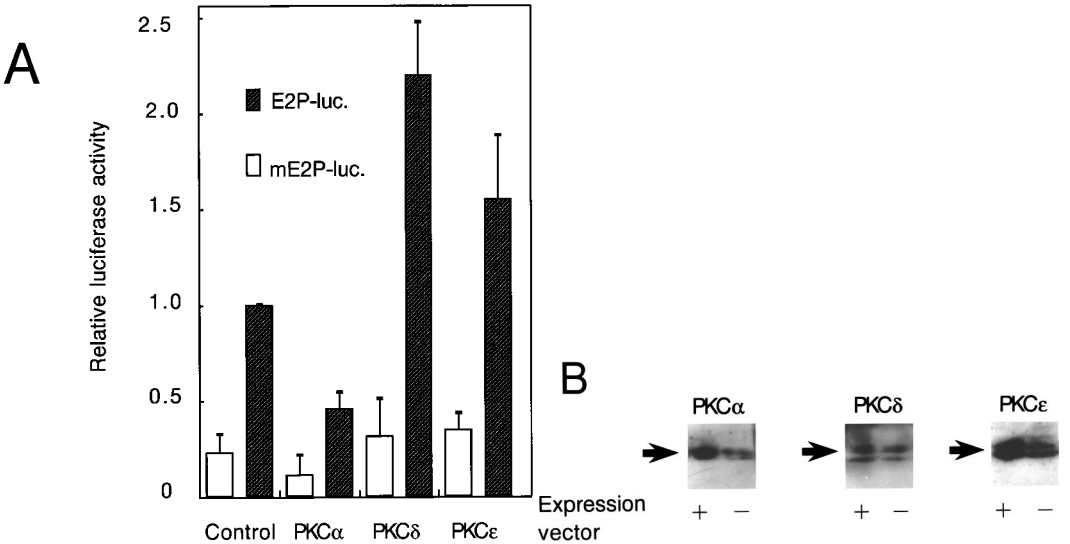 A
2.5
2.0
1.5
1.0
0.5
0
Relative luciferase activity
E2P-luc.
mE2P-luc.
Control PKCα PKCδ PKCε
B
PKCα PKCδ PKCε
Expression vector
+ − + − + −